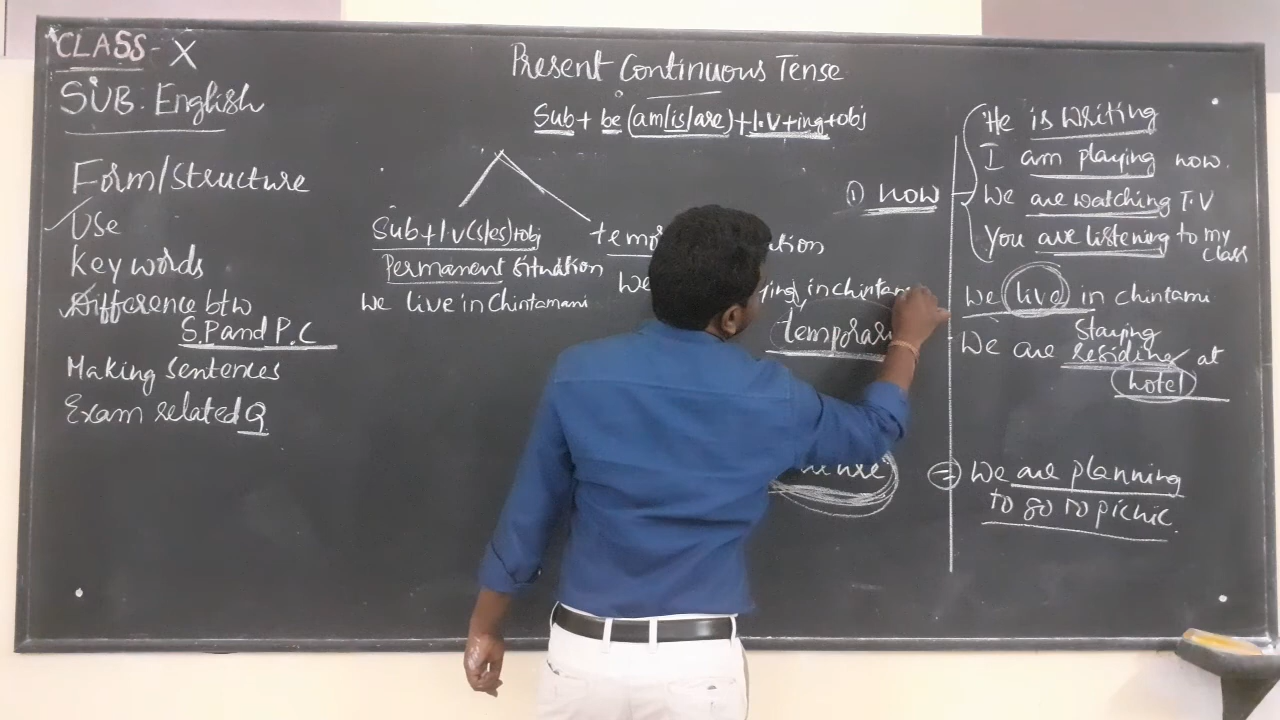 CLASS - X
SUB: English
Present Continuous Tense
Sub + be (am/is/are) + I.V+ing + obj
Form/Structure
Use
Key words
Difference btw
S.P and P.C
Making Sentences
Exam related Q
Sub+I.V(s/es)+obj
Permanent Situation
We live in Chintamani
We
in chintam
① now
He is writing
I am playing now.
We are watching T.V
You are listening to my
class
We live in chintami
staying
We are residing at
hotel
= We are planning
to go to picnic.